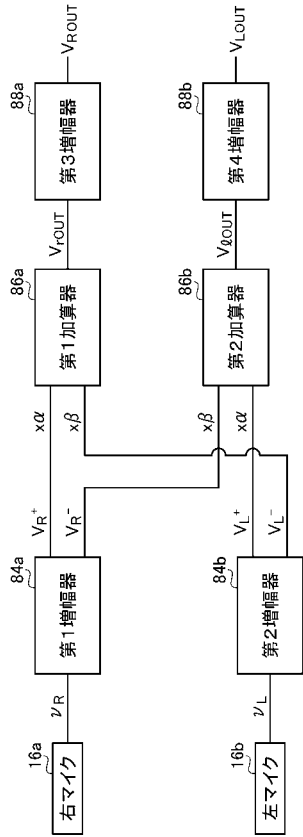 16a
右マイク
νR
84a
第1増幅器
VR+
VR-
xα
xβ
86a
第1加算器
VrOUT
88a
第3増幅器
VROUT
16b
左マイク
νL
84b
第2増幅器
VL+
VL-
xβ
xα
86b
第2加算器
VℓOUT
88b
第4増幅器
VLOUT